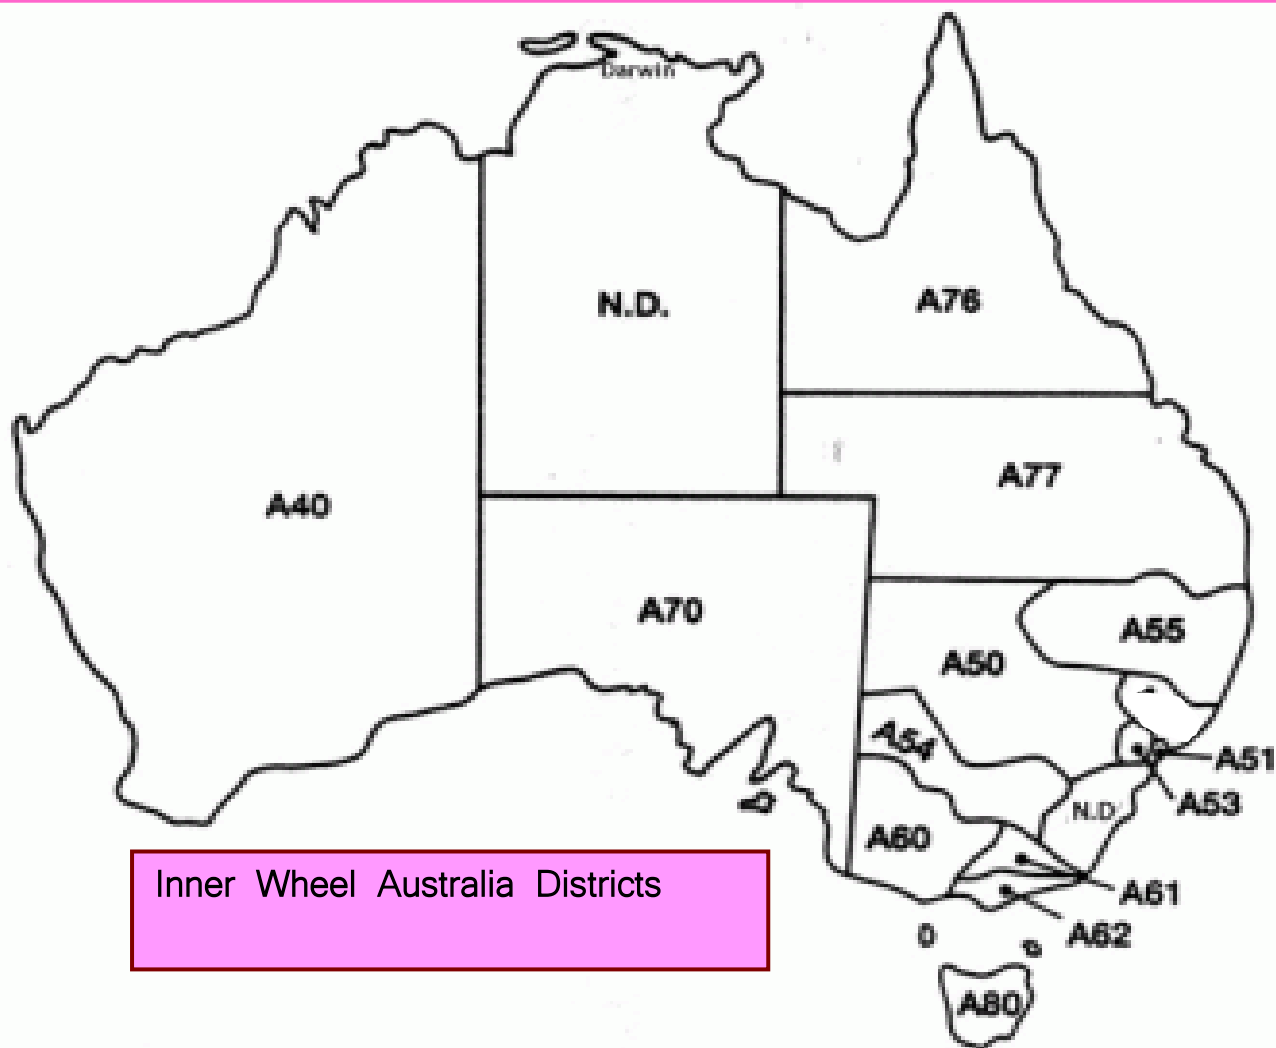 Darwin
N.D.
A76
A77
A40
A70
A55
A50
A54
A51
A53
N.D
A60
A61
A62
A80
Inner Wheel Australia Districts